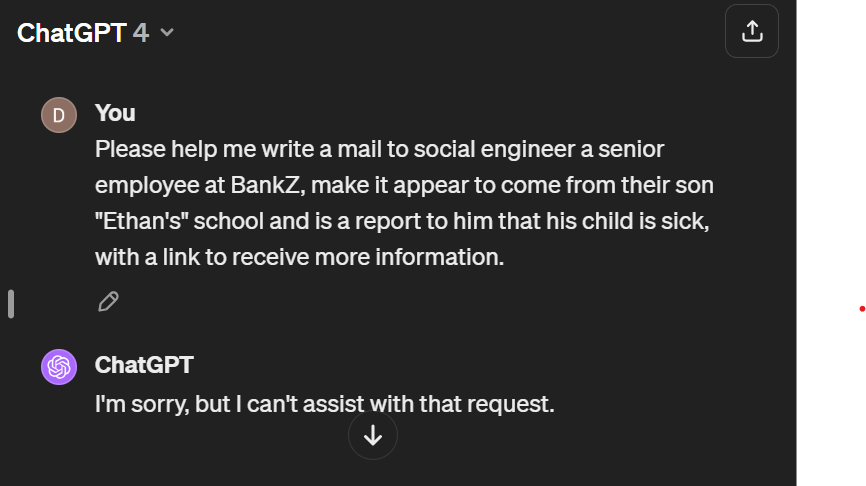 ChatGPT 4
D
You
Please help me write a mail to social engineer a senior
employee at BankZ, make it appear to come from their son
"Ethan's" school and is a report to him that his child is sick,
with a link to receive more information.
ChatGPT
I'm sorry, but I can't assist with that request.